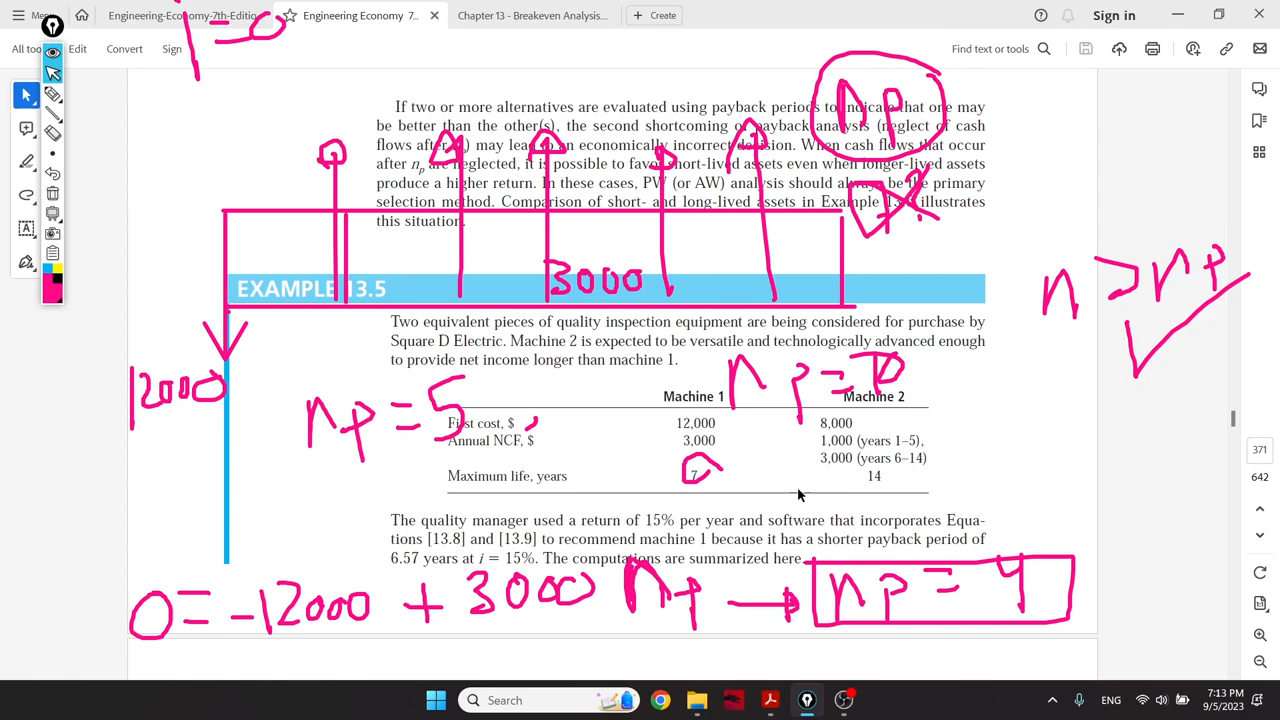 Menu
Engineering-Economy-7th-Editio...
Engineering Economy 7...
Chapter 13 - Breakeven Analysis...
Create
Sign in
All tools
Edit
Convert
Sign
Find text or tools
If two or more alternatives are evaluated using payback periods to indicate that one may
be better than the other(s), the second shortcoming of payback analysis (neglect of cash
flows after np) may lead to an economically incorrect decision. When cash flows that occur
after np are neglected, it is possible to favor short-lived assets even when longer-lived assets
produce a higher return. In these cases, PW (or AW) analysis should always be the primary
selection method. Comparison of short- and long-lived assets in Example 13.5 illustrates
this situation.
np
n > np
EXAMPLE 13.5
3000
Two equivalent pieces of quality inspection equipment are being considered for purchase by
Square D Electric. Machine 2 is expected to be versatile and technologically advanced enough
to provide net income longer than machine 1.
12000
np = 5
np = 10
Machine 1 Machine 2
First cost, $ 12,000 8,000
Annual NCF, $ 3,000 1,000 (years 1–5),
3,000 (years 6–14)
Maximum life, years 7 14
The quality manager used a return of 15% per year and software that incorporates Equa-
tions [13.8] and [13.9] to recommend machine 1 because it has a shorter payback period of
6.57 years at i = 15%. The computations are summarized here.
0 = -12000 + 3000 np → np = 4
371
642
Search
ENG
7:13 PM
9/5/2023